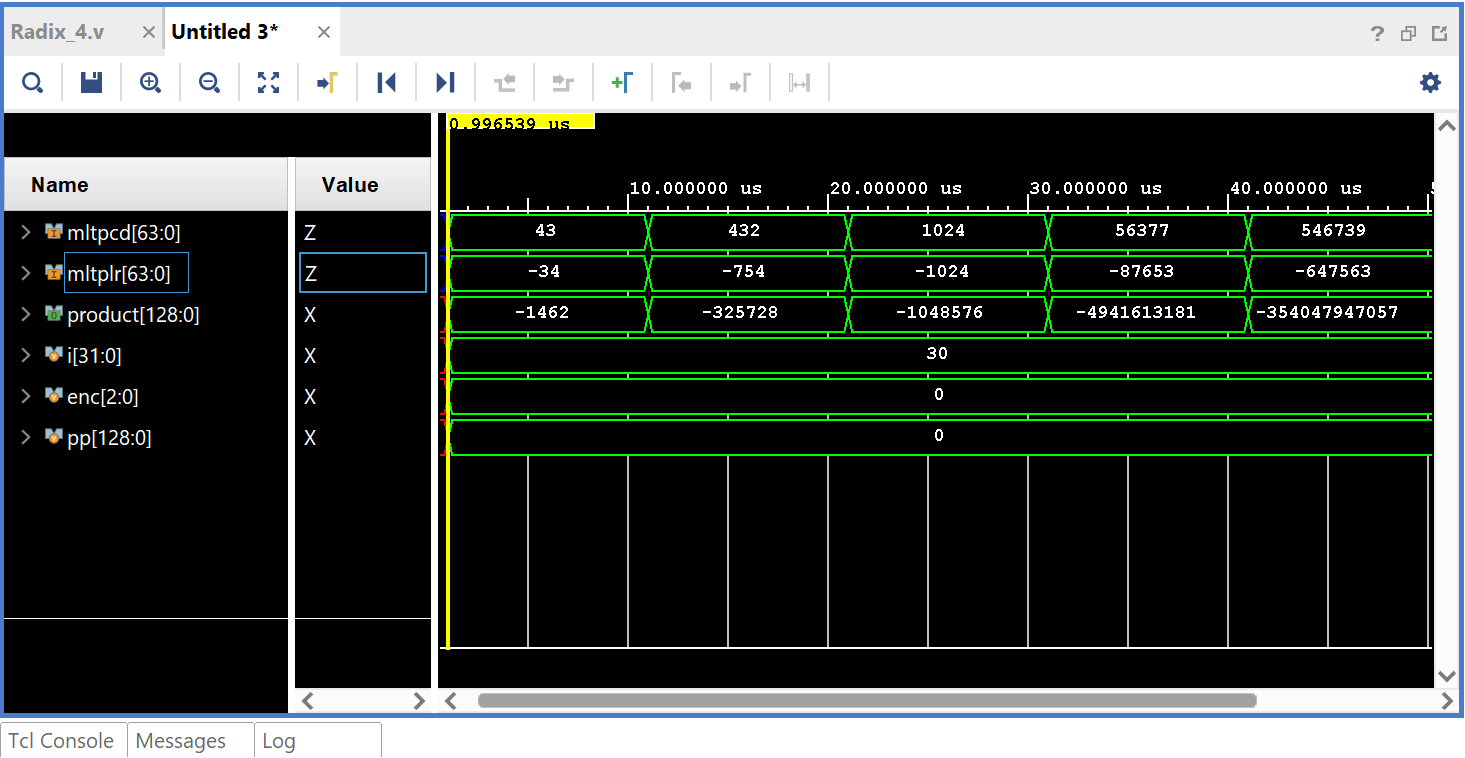 Radix_4.v Untitled 3*
0.996539 us
Name Value
10.000000 us 20.000000 us 30.000000 us 40.000000 us
mltpcd[63:0] Z 43 432 1024 56377 546739
mltplr[63:0] Z -34 -754 -1024 -87653 -647563
product[128:0] X -1462 -325728 -1048576 -4941613181 -354047947057
i[31:0] X 30
enc[2:0] X 0
pp[128:0] X 0
Tcl Console Messages Log